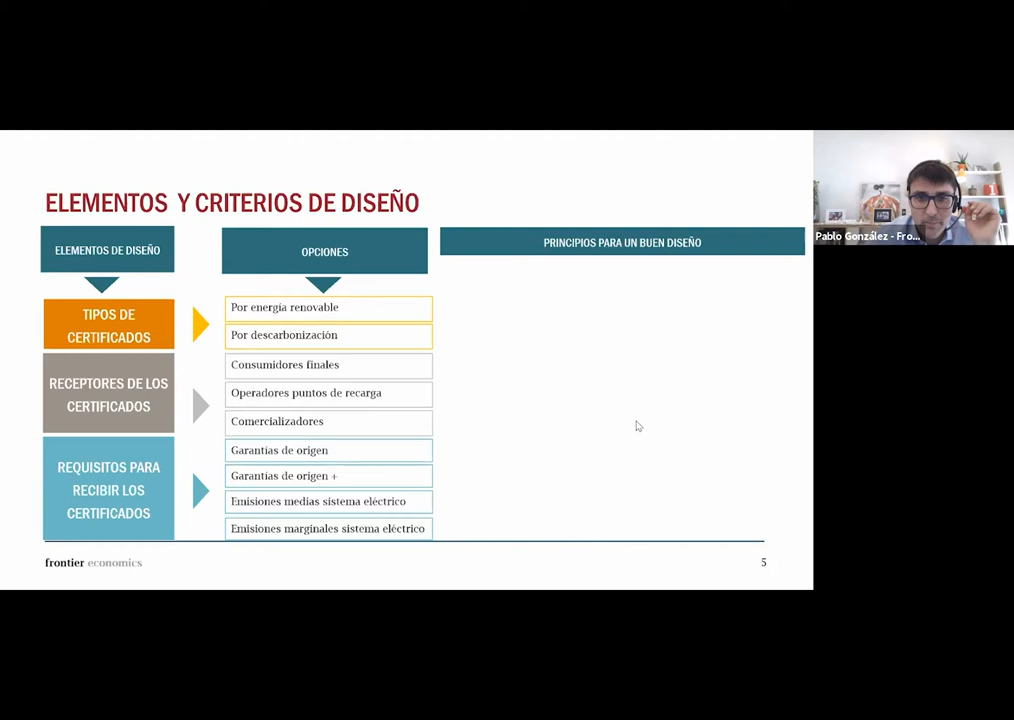 ELEMENTOS Y CRITERIOS DE DISEÑO
ELEMENTOS DE DISEÑO
OPCIONES
PRINCIPIOS PARA UN BUEN DISEÑO
TIPOS DE
CERTIFICADOS
Por energía renovable
Por descarbonización
RECEPTORES DE LOS
CERTIFICADOS
Consumidores finales
Operadores puntos de recarga
Comercializadores
REQUISITOS PARA
RECIBIR LOS
CERTIFICADOS
Garantías de origen
Garantías de origen +
Emisiones medias sistema eléctrico
Emisiones marginales sistema eléctrico
frontier economics
5
Pablo González - Fro...